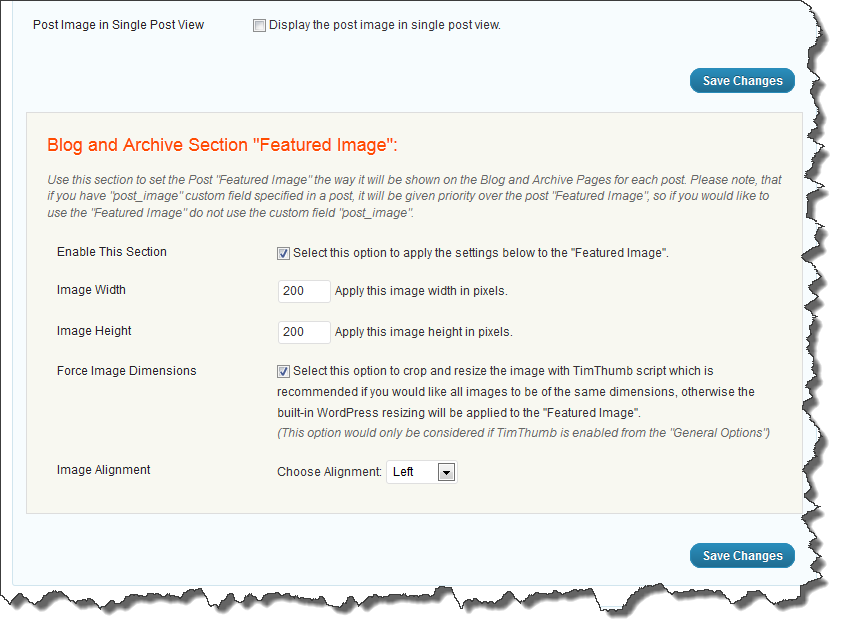 Post Image in Single Post View Display the post image in single post view.
Save Changes
Blog and Archive Section "Featured Image":
Use this section to set the Post "Featured Image" the way it will be shown on the Blog and Archive Pages for each post. Please note, that
if you have "post_image" custom field specified in a post, it will be given priority over the post "Featured Image", so if you would like to
use the "Featured Image" do not use the custom field "post_image".
Enable This Section Select this option to apply the settings below to the "Featured Image".
Image Width 200 Apply this image width in pixels.
Image Height 200 Apply this image height in pixels.
Force Image Dimensions Select this option to crop and resize the image with TimThumb script which is
recommended if you would like all images to be of the same dimensions, otherwise the
built-in WordPress resizing will be applied to the "Featured Image".
(This option would only be considered if TimThumb is enabled from the "General Options")
Image Alignment Choose Alignment: Left
Save Changes